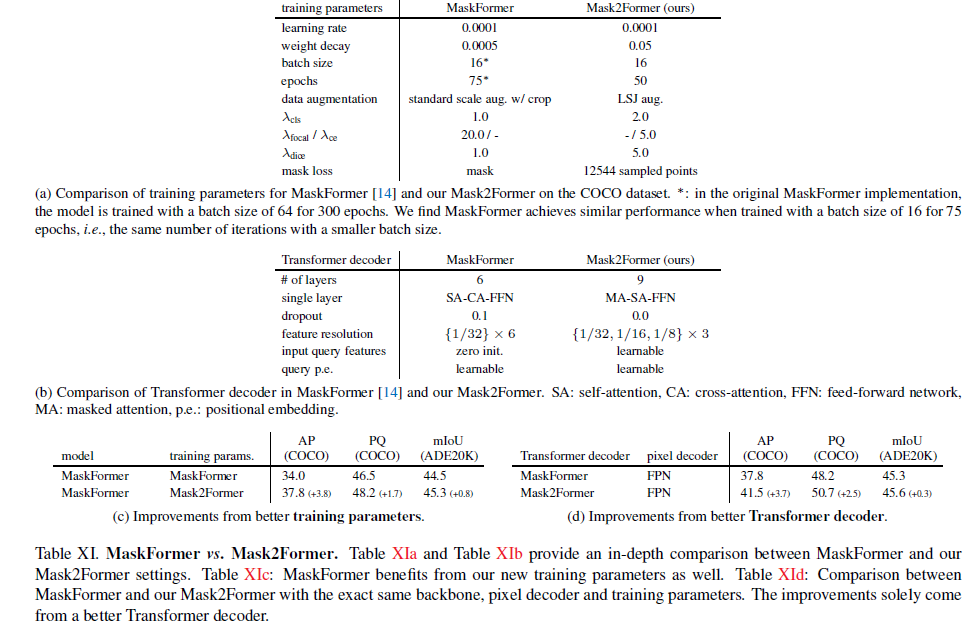 training parameters MaskFormer Mask2Former (ours)
learning rate 0.0001 0.0001
weight decay 0.0005 0.05
batch size 16* 16
epochs 75* 50
data augmentation standard scale aug. w/ crop LSJ aug.
λcls 1.0 2.0
λfocal / λce 20.0 / - - / 5.0
λdice 1.0 5.0
mask loss mask 12544 sampled points
(a) Comparison of training parameters for MaskFormer [14] and our Mask2Former on the COCO dataset. *: in the original MaskFormer implementation,
the model is trained with a batch size of 64 for 300 epochs. We find MaskFormer achieves similar performance when trained with a batch size of 16 for 75
epochs, i.e., the same number of iterations with a smaller batch size.
Transformer decoder MaskFormer Mask2Former (ours)
# of layers 6 9
single layer SA-CA-FFN MA-SA-FFN
dropout 0.1 0.0
feature resolution {1/32} × 6 {1/32, 1/16, 1/8} × 3
input query features zero init. learnable
query p.e. learnable learnable
(b) Comparison of Transformer decoder in MaskFormer [14] and our Mask2Former. SA: self-attention, CA: cross-attention, FFN: feed-forward network,
MA: masked attention, p.e.: positional embedding.
AP PQ mIoU
model training params. (COCO) (COCO) (ADE20K)
MaskFormer MaskFormer 34.0 46.5 44.5
MaskFormer Mask2Former 37.8 (+3.8) 48.2 (+1.7) 45.3 (+0.8)
(c) Improvements from better training parameters.
AP PQ mIoU
Transformer decoder pixel decoder (COCO) (COCO) (ADE20K)
MaskFormer FPN 37.8 48.2 45.3
Mask2Former FPN 41.5 (+3.7) 50.7 (+2.5) 45.6 (+0.3)
(d) Improvements from better Transformer decoder.
Table XI. MaskFormer vs. Mask2Former. Table XIa and Table XIb provide an in-depth comparison between MaskFormer and our
Mask2Former settings. Table XIc: MaskFormer benefits from our new training parameters as well. Table XId: Comparison between
MaskFormer and our Mask2Former with the exact same backbone, pixel decoder and training parameters. The improvements solely come
from a better Transformer decoder.